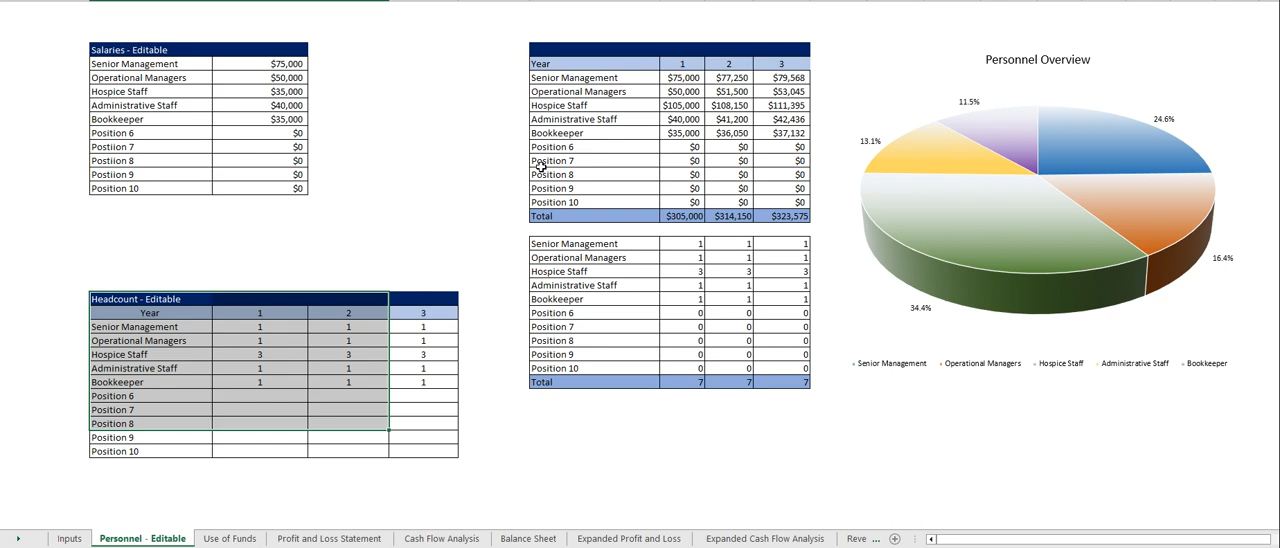 Salaries - Editable
Senior Management $75,000
Operational Managers $50,000
Hospice Staff $35,000
Administrative Staff $40,000
Bookkeeper $35,000
Position 6 $0
Postiion 7 $0
Postiion 8 $0
Postiion 9 $0
Postiion 10 $0
Headcount - Editable
Year 1 2 3
Senior Management 1 1 1
Operational Managers 1 1 1
Hospice Staff 3 3 3
Administrative Staff 1 1 1
Bookkeeper 1 1 1
Position 6
Position 7
Position 8
Position 9
Position 10
Year 1 2 3
Senior Management $75,000 $77,250 $79,568
Operational Managers $50,000 $51,500 $53,045
Hospice Staff $105,000 $108,150 $111,395
Administrative Staff $40,000 $41,200 $42,436
Bookkeeper $35,000 $36,050 $37,132
Position 6 $0 $0 $0
Position 7 $0 $0 $0
Position 8 $0 $0 $0
Position 9 $0 $0 $0
Position 10 $0 $0 $0
Total $305,000 $314,150 $323,575
Senior Management 1 1 1
Operational Managers 1 1 1
Hospice Staff 3 3 3
Administrative Staff 1 1 1
Bookkeeper 1 1 1
Position 6 0 0 0
Position 7 0 0 0
Position 8 0 0 0
Position 9 0 0 0
Position 10 0 0 0
Total 7 7 7
Personnel Overview
11.5%
24.6%
13.1%
16.4%
34.4%
Senior Management Operational Managers Hospice Staff Administrative Staff Bookkeeper
Inputs Personnel - Editable Use of Funds Profit and Loss Statement Cash Flow Analysis Balance Sheet Expanded Profit and Loss Expanded Cash Flow Analysis Reve ...